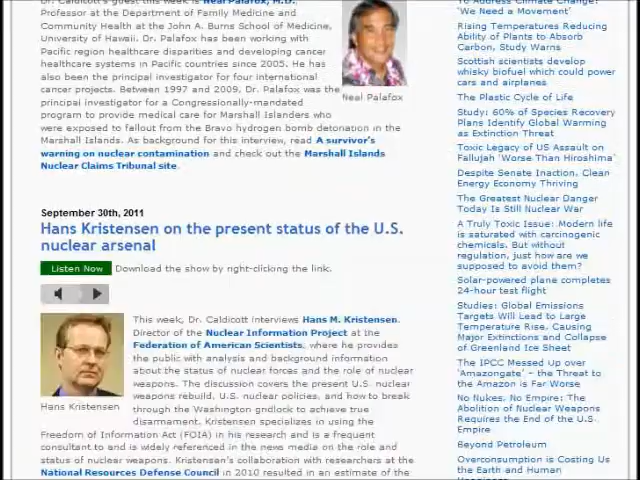 Dr. Caldicott's guest this week is Neal Palafox, M.D.,
Professor at the Department of Family Medicine and
Community Health at the John A. Burns School of Medicine,
University of Hawaii. Dr. Palafox has been working with
Pacific region healthcare disparities and developing cancer
healthcare systems in Pacific countries since 2005. He has
also been the principal investigator for four international
cancer projects. Between 1997 and 2009, Dr. Palafox was the
principal investigator for a Congressionally-mandated
program to provide medical care for Marshall Islanders who
were exposed to fallout from the Bravo hydrogen bomb detonation in the
Marshall Islands. As background for this interview, read A survivor's
warning on nuclear contamination and check out the Marshall Islands
Nuclear Claims Tribunal site.
Neal Palafox
September 30th, 2011
Hans Kristensen on the present status of the U.S.
nuclear arsenal
Listen Now Download the show by right-clicking the link.
This week, Dr. Caldicott interviews Hans M. Kristensen,
Director of the Nuclear Information Project at the
Federation of American Scientists, where he provides
the public with analysis and background information
about the status of nuclear forces and the role of nuclear
weapons. The discussion covers the present U.S. nuclear
weapons rebuild, U.S. nuclear policies, and how to break
through the Washington gridlock to achieve true
disarmament. Kristensen specializes in using the
Hans Kristensen
Freedom of Information Act (FOIA) in his research and is a frequent
consultant to and is widely referenced in the news media on the role and
status of nuclear weapons. Kristensen's collaboration with researchers at the
National Resources Defense Council in 2010 resulted in an estimate of the
To Address Climate Change?
'We Need a Movement'
Rising Temperatures Reducing
Ability of Plants to Absorb
Carbon, Study Warns
Scottish scientists develop
whisky biofuel which could power
cars and airplanes
The Plastic Cycle of Life
Study: 60% of Species Recovery
Plans Identify Global Warming
as Extinction Threat
Toxic Legacy of US Assault on
Fallujah 'Worse Than Hiroshima'
Despite Senate Inaction, Clean
Energy Economy Thriving
The Greatest Nuclear Danger
Today Is Still Nuclear War
A Truly Toxic Issue: Modern life
is saturated with carcinogenic
chemicals. But without
regulation, just how are we
supposed to avoid them?
Solar-powered plane completes
24-hour test flight
Studies: Global Emissions
Targets Will Lead to Large
Temperature Rise, Causing
Major Extinctions and Collapse
of Greenland Ice Sheet
The IPCC Messed Up over
'Amazongate' – the Threat to
the Amazon is Far Worse
No Nukes, No Empire: The
Abolition of Nuclear Weapons
Requires the End of the U.S.
Empire
Beyond Petroleum
Overconsumption is Costing Us
the Earth and Human